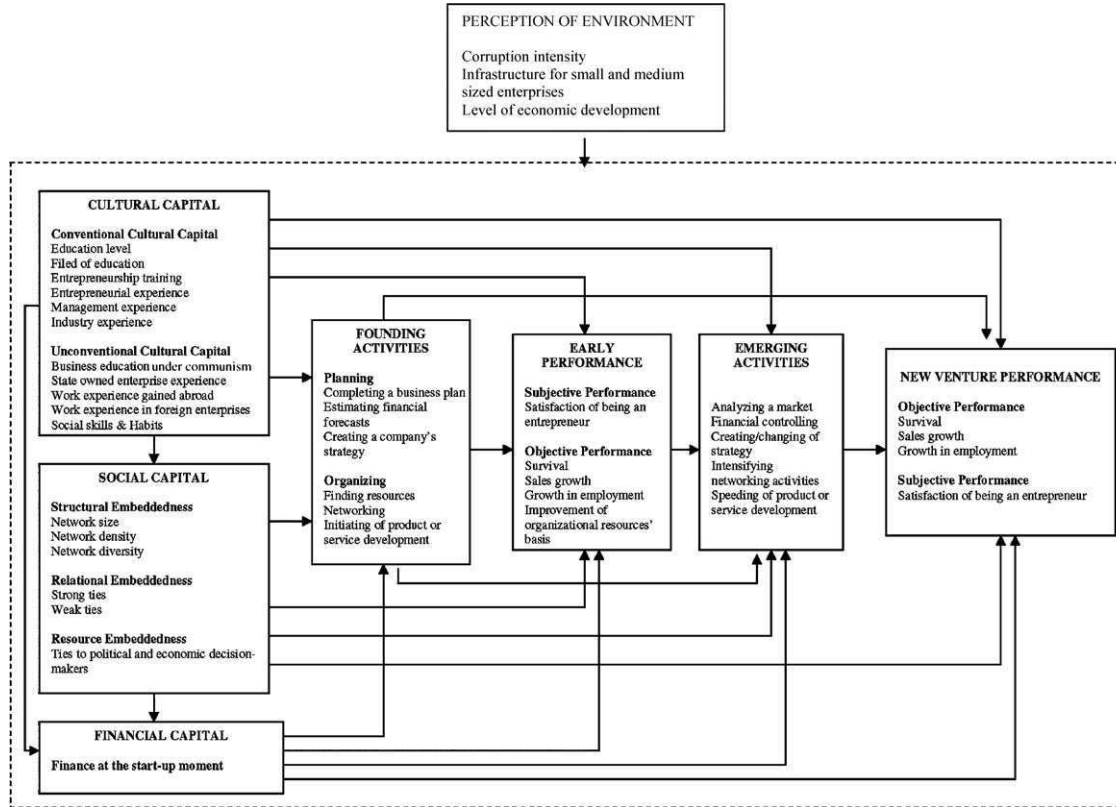 PERCEPTION OF ENVIRONMENT
Corruption intensity
Infrastructure for small and medium
sized enterprises
Level of economic development
CULTURAL CAPITAL
Conventional Cultural Capital
Education level
Filed of education
Entrepreneurship training
Entrepreneurial experience
Management experience
Industry experience
Unconventional Cultural Capital
Business education under communism
State owned enterprise experience
Work experience gained abroad
Work experience in foreign enterprises
Social skills & Habits
SOCIAL CAPITAL
Structural Embeddedness
Network size
Network density
Network diversity
Relational Embeddedness
Strong ties
Weak ties
Resource Embeddedness
Ties to political and economic decision-
makers
FINANCIAL CAPITAL
Finance at the start-up moment
FOUNDING
ACTIVITIES
Planning
Completing a business plan
Estimating financial
forecasts
Creating a company's
strategy
Organizing
Finding resources
Networking
Initiating of product or
service development
EARLY
PERFORMANCE
Subjective Performance
Satisfaction of being an
entrepreneur
Objective Performance
Survival
Sales growth
Growth in employment
Improvement of
organizational resources'
basis
EMERGING
ACTIVITIES
Analyzing a market
Financial controlling
Creating/changing of
strategy
Intensifying
networking activities
Speeding of product or
service development
NEW VENTURE PERFORMANCE
Objective Performance
Survival
Sales growth
Growth in employment
Subjective Performance
Satisfaction of being an entrepreneur